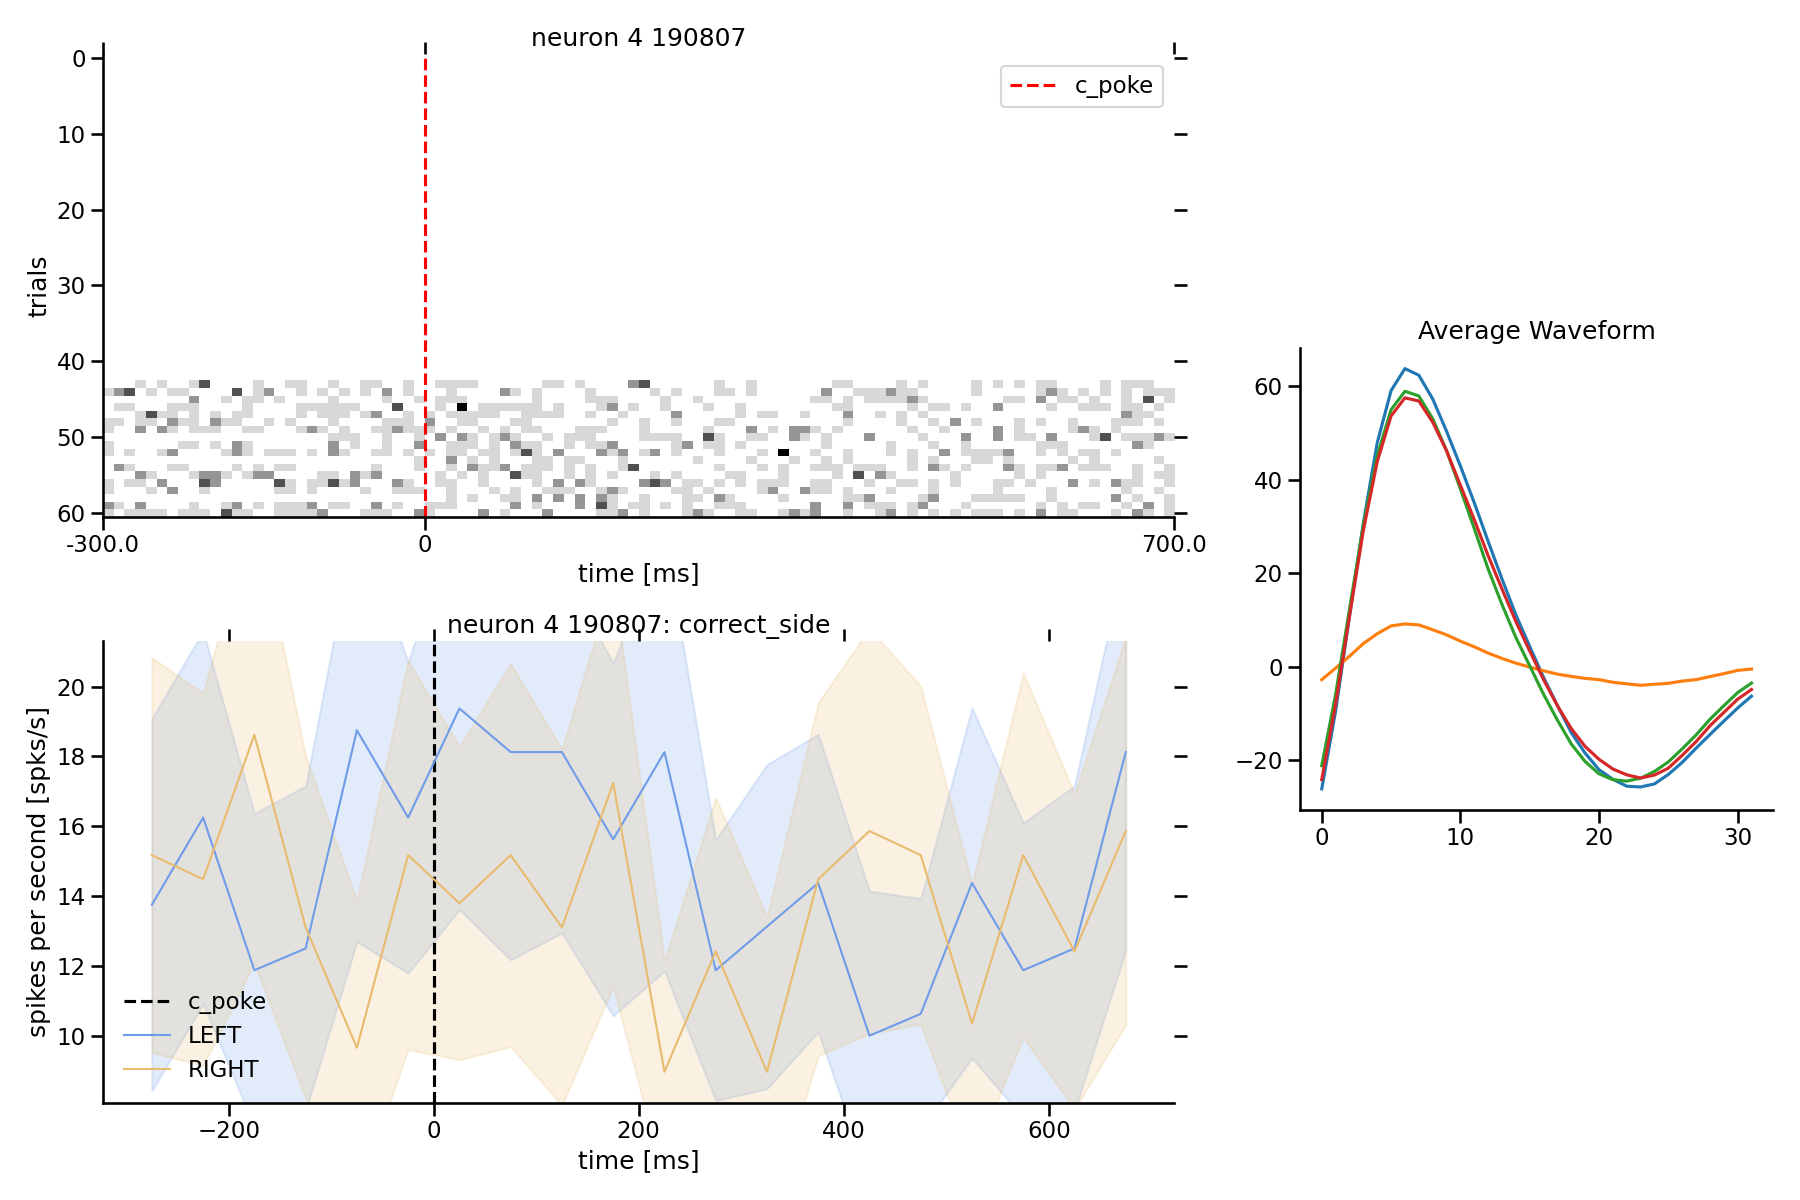 neuron 4 190807
c_poke
0
10
20
30
40
50
60
trials
-300.0
0
700.0
time [ms]
neuron 4 190807: correct_side
20
18
16
14
12
10
spikes per second [spks/s]
c_poke
LEFT
RIGHT
−200
0
200
400
600
time [ms]
Average Waveform
60
40
20
0
−20
0
10
20
30